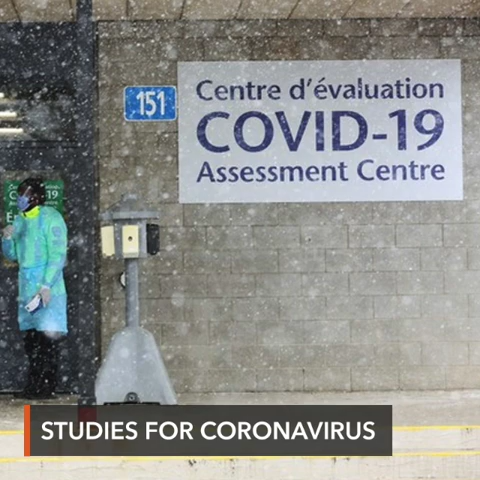 Centre d'évaluation
COVID-19
Assessment Centre
151
STUDIES FOR CORONAVIRUS